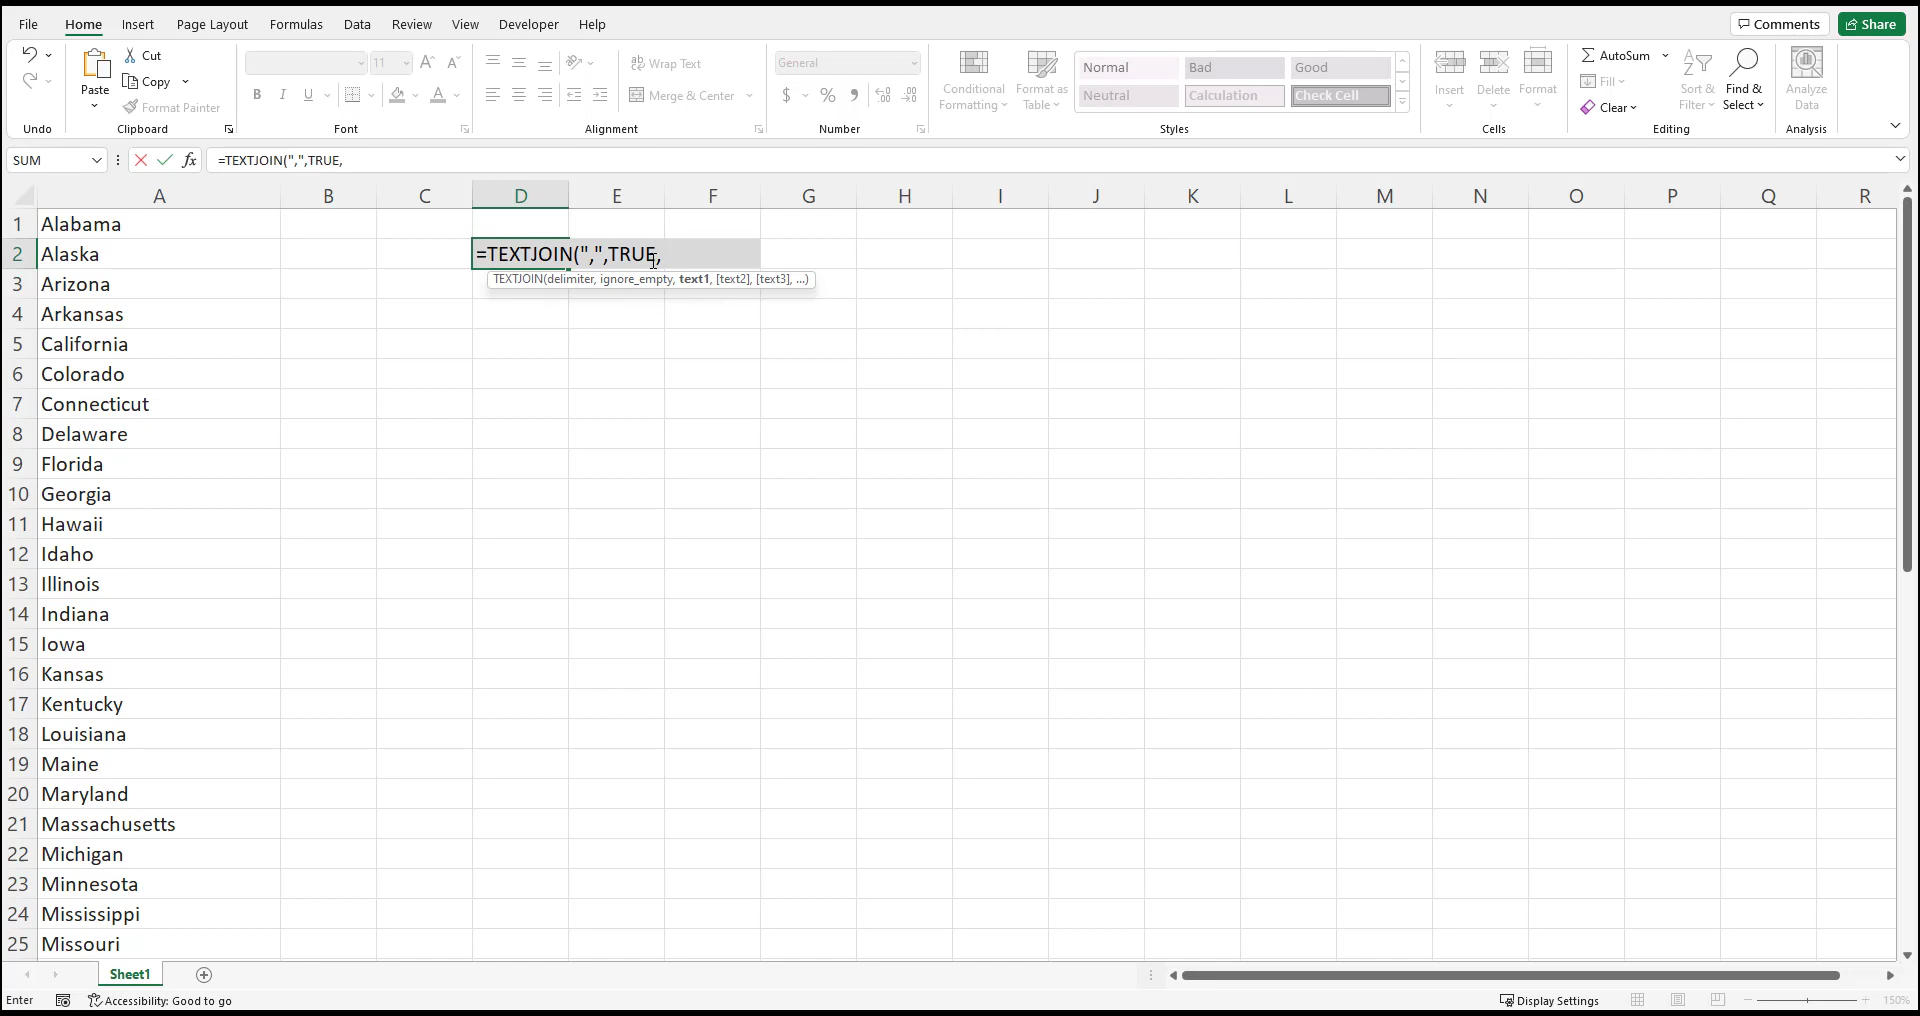 File Home Insert Page Layout Formulas Data Review View Developer Help Comments Share
Cut
Copy
Format Painter
Paste
Undo
Clipboard
11
B I U
Font
Wrap Text
Merge & Center
Alignment
General
$ %
Number
Conditional Formatting
Format as Table
Normal Bad Good
Neutral Calculation Check Cell
Styles
Insert Delete Format
Cells
AutoSum
Fill
Clear
Sort & Filter
Find & Select
Editing
Analyze Data
Analysis
SUM fx =TEXTJOIN(",",TRUE,
A B C D E F G H I J K L M N O P Q R
1 Alabama
2 Alaska =TEXTJOIN(",",TRUE,
TEXTJOIN(delimiter, ignore_empty, text1, [text2], [text3], ...)
3 Arizona
4 Arkansas
5 California
6 Colorado
7 Connecticut
8 Delaware
9 Florida
10 Georgia
11 Hawaii
12 Idaho
13 Illinois
14 Indiana
15 Iowa
16 Kansas
17 Kentucky
18 Louisiana
19 Maine
20 Maryland
21 Massachusetts
22 Michigan
23 Minnesota
24 Mississippi
25 Missouri
Sheet1
Enter Accessibility: Good to go Display Settings 150%